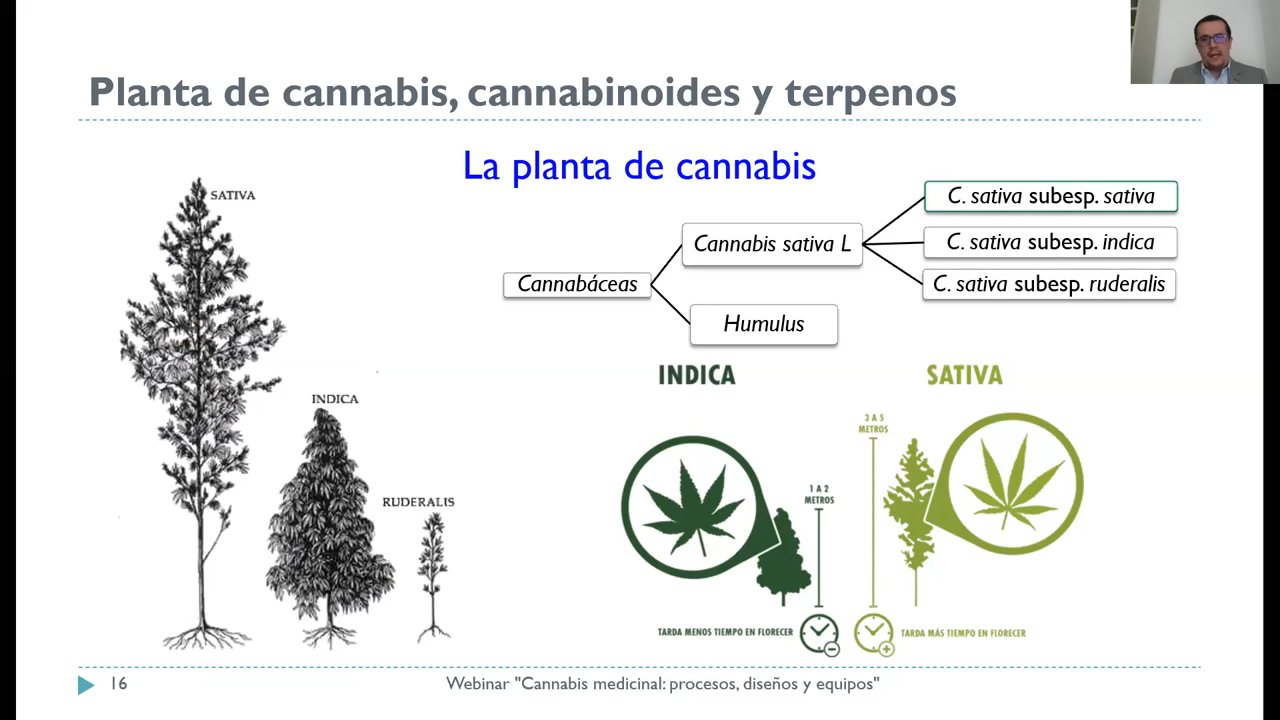 Planta de cannabis, cannabinoides y terpenos
La planta de cannabis
SATIVA
INDICA
RUDERALIS
Cannabáceas
Cannabis sativa L
Humulus
C. sativa subesp. sativa
C. sativa subesp. indica
C. sativa subesp. ruderalis
INDICA
1 A 2
METROS
TARDA MENOS TIEMPO EN FLORECER
SATIVA
3 A 5
METROS
TARDA MÁS TIEMPO EN FLORECER
16
Webinar "Cannabis medicinal: procesos, diseños y equipos"